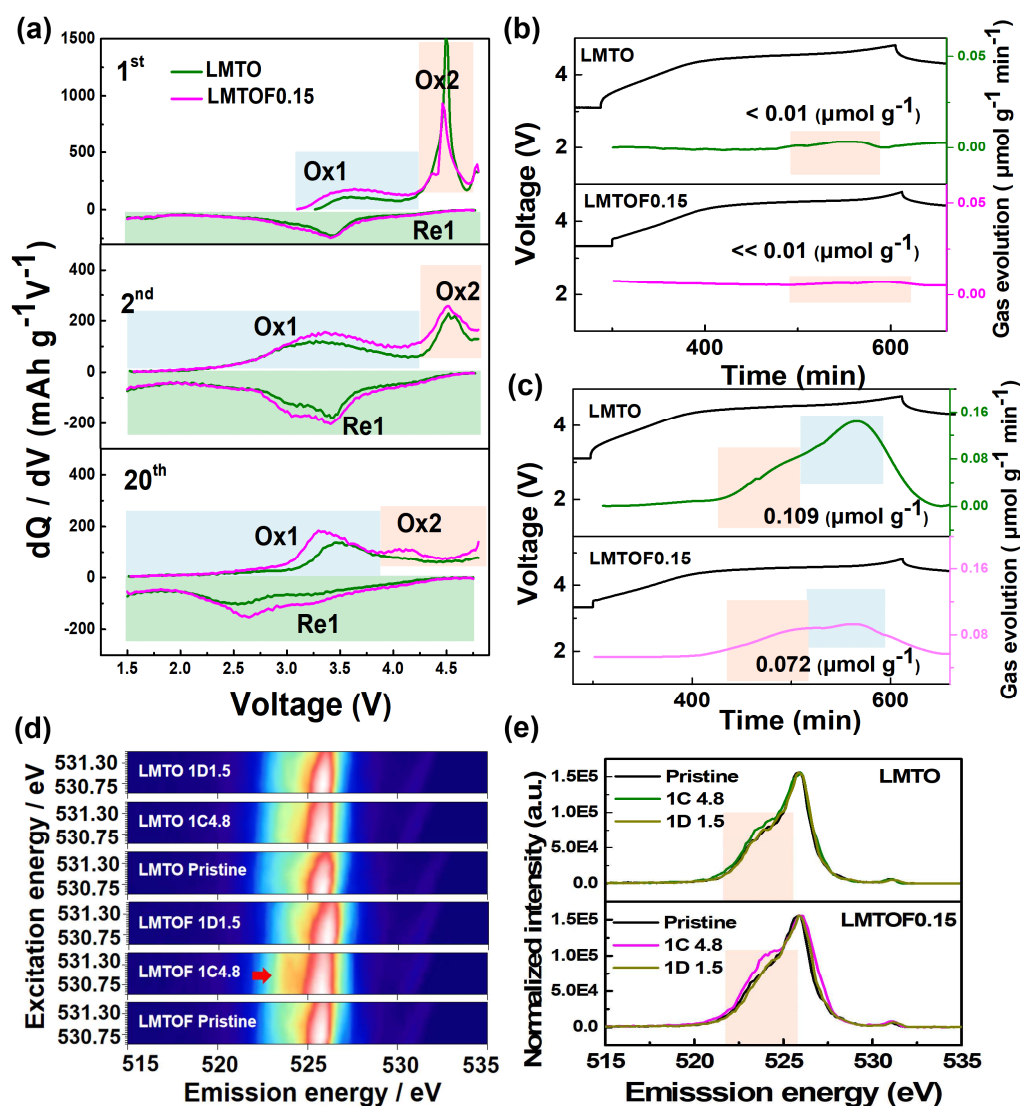 (a)
1st
LMTO
LMTOF0.15
Ox1
Ox2
Re1
1500
1000
500
0
-500
2nd
Ox1
Ox2
Re1
400
200
0
-200
20th
Ox1
Ox2
Re1
400
200
0
-200
1.5 2.0 2.5 3.0 3.5 4.0 4.5
dQ / dV (mAh g-1V-1)
Voltage (V)
(b)
LMTO
< 0.01 (μmol g-1)
LMTOF0.15
<< 0.01 (μmol g-1)
4
2
4
2
0.05
0.00
0.05
0.00
400 600
Voltage (V)
Gas evolution ( μmol g-1 min-1)
Time (min)
(c)
LMTO
0.109 (μmol g-1)
LMTOF0.15
0.072 (μmol g-1)
4
2
4
2
0.16
0.08
0.00
0.16
0.08
400 600
Voltage (V)
Gas evolution ( μmol g-1 min-1)
Time (min)
(d)
LMTO 1D1.5
LMTO 1C4.8
LMTO Pristine
LMTOF 1D1.5
LMTOF 1C4.8
LMTOF Pristine
531.30
530.75
531.30
530.75
531.30
530.75
531.30
530.75
531.30
530.75
531.30
530.75
515 520 525 530 535
Excitation energy / eV
Emission energy / eV
(e)
Pristine
1C 4.8
1D 1.5
LMTO
1.5E5
1.0E5
5.0E4
0.0
Pristine
1C 4.8
1D 1.5
LMTOF0.15
1.5E5
1.0E5
5.0E4
0.0
515 520 525 530 535
Normalized intensity (a.u.)
Emisssion energy (eV)